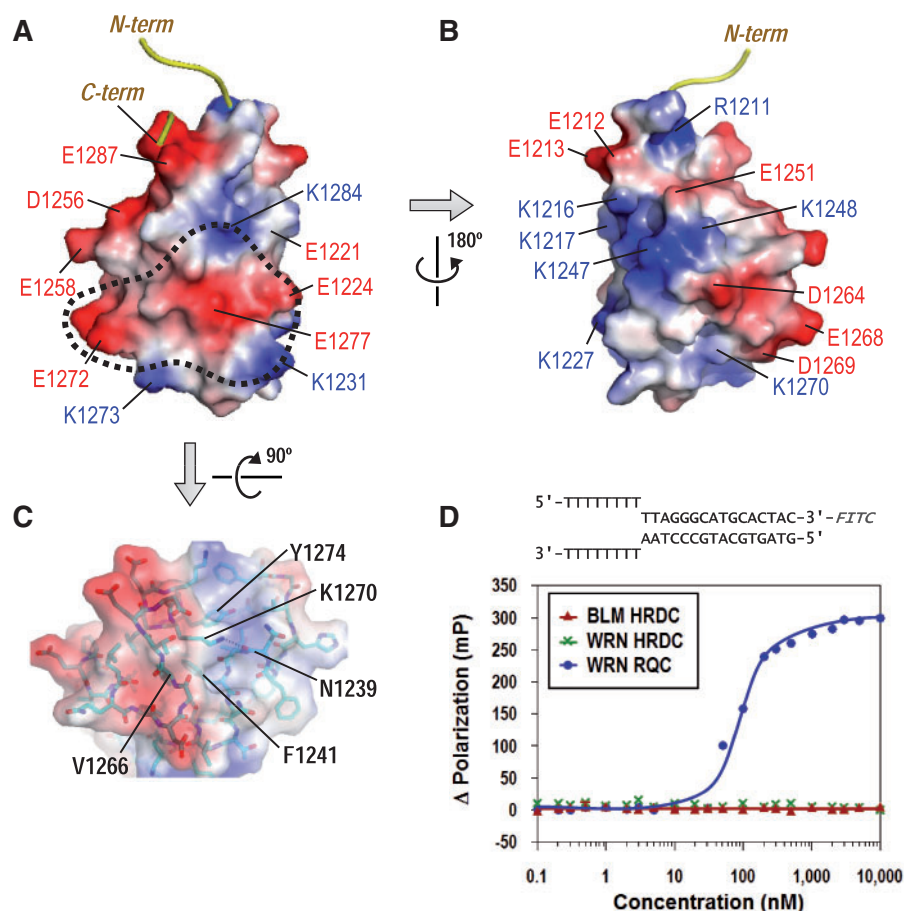 A
N-term
C-term
E1287
D1256
E1258
E1272
K1273
K1284
E1221
E1224
E1277
K1231
180º
B
N-term
R1211
E1212
E1213
E1251
K1216
K1248
K1217
K1247
D1264
E1268
K1227
D1269
K1270
90º
C
Y1274
K1270
N1239
F1241
V1266
D
5'-TTTTTTTT
TTAGGGCATGCACTAC-3'-FITC
AATCCCGTACGTGATG-5'
3'-TTTTTTTT
BLM HRDC
WRN HRDC
WRN RQC
Δ Polarization (mP)
350
300
250
200
150
100
50
0
-50
0.1 1 10 100 1,000 10,000
Concentration (nM)